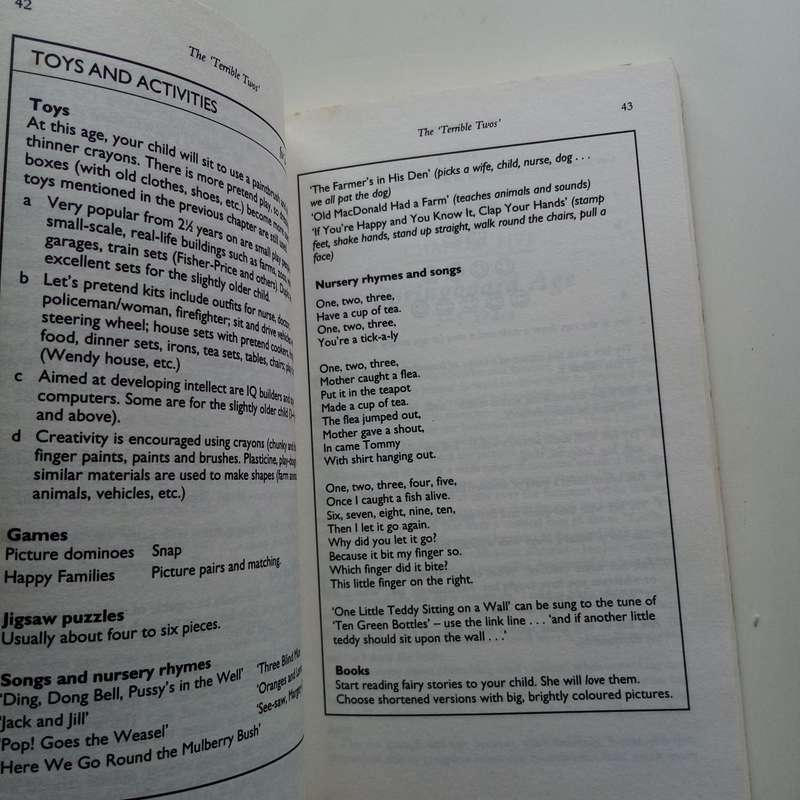 42
The 'Terrible Twos'
TOYS AND ACTIVITIES
Toys
At this age, your child will sit to use a paintbrush
thinner crayons. There is more pretend play, so
boxes (with old clothes, shoes, etc.) become more
toys mentioned in the previous chapter are still used
a Very popular from 2½ years on are small play people
small-scale, real-life buildings such as farms,
garages, train sets (Fisher-Price and others).
excellent sets for the slightly older child.
b Let's pretend kits include outfits for nurse, doctor
policeman/woman, firefighter; sit and drive vehicle
steering wheel; house sets with pretend cookers,
food, dinner sets, irons, tea sets, tables, chairs,
(Wendy house, etc.)
c Aimed at developing intellect are IQ builders and
computers. Some are for the slightly older child
and above).
d Creativity is encouraged using crayons (chunky and
finger paints, paints and brushes. Plasticine, play-dough
similar materials are used to make shapes (farm
animals, vehicles, etc.)
Games
Picture dominoes Snap
Happy Families Picture pairs and matching.
Jigsaw puzzles
Usually about four to six pieces.
Songs and nursery rhymes
'Ding, Dong Bell, Pussy's in the Well' 'Three Blind
'Jack and Jill' 'Oranges and
'Pop! Goes the Weasel' 'See-saw,
Here We Go Round the Mulberry Bush'
The 'Terrible Twos'
43
'The Farmer's in His Den' (picks a wife, child, nurse, dog . . .
we all pat the dog)
'Old MacDonald Had a Farm' (teaches animals and sounds)
'If You're Happy and You Know It, Clap Your Hands' (stamp
feet, shake hands, stand up straight, walk round the chairs, pull a
face)
Nursery rhymes and songs
One, two, three,
Have a cup of tea.
One, two, three,
You're a tick-a-ly
One, two, three,
Mother caught a flea.
Put it in the teapot
Made a cup of tea.
The flea jumped out,
Mother gave a shout,
In came Tommy
With shirt hanging out.
One, two, three, four, five,
Once I caught a fish alive.
Six, seven, eight, nine, ten,
Then I let it go again.
Why did you let it go?
Because it bit my finger so.
Which finger did it bite?
This little finger on the right.
'One Little Teddy Sitting on a Wall' can be sung to the tune of
'Ten Green Bottles' – use the link line . . . 'and if another little
teddy should sit upon the wall . . .'
Books
Start reading fairy stories to your child. She will love them.
Choose shortened versions with big, brightly coloured pictures.